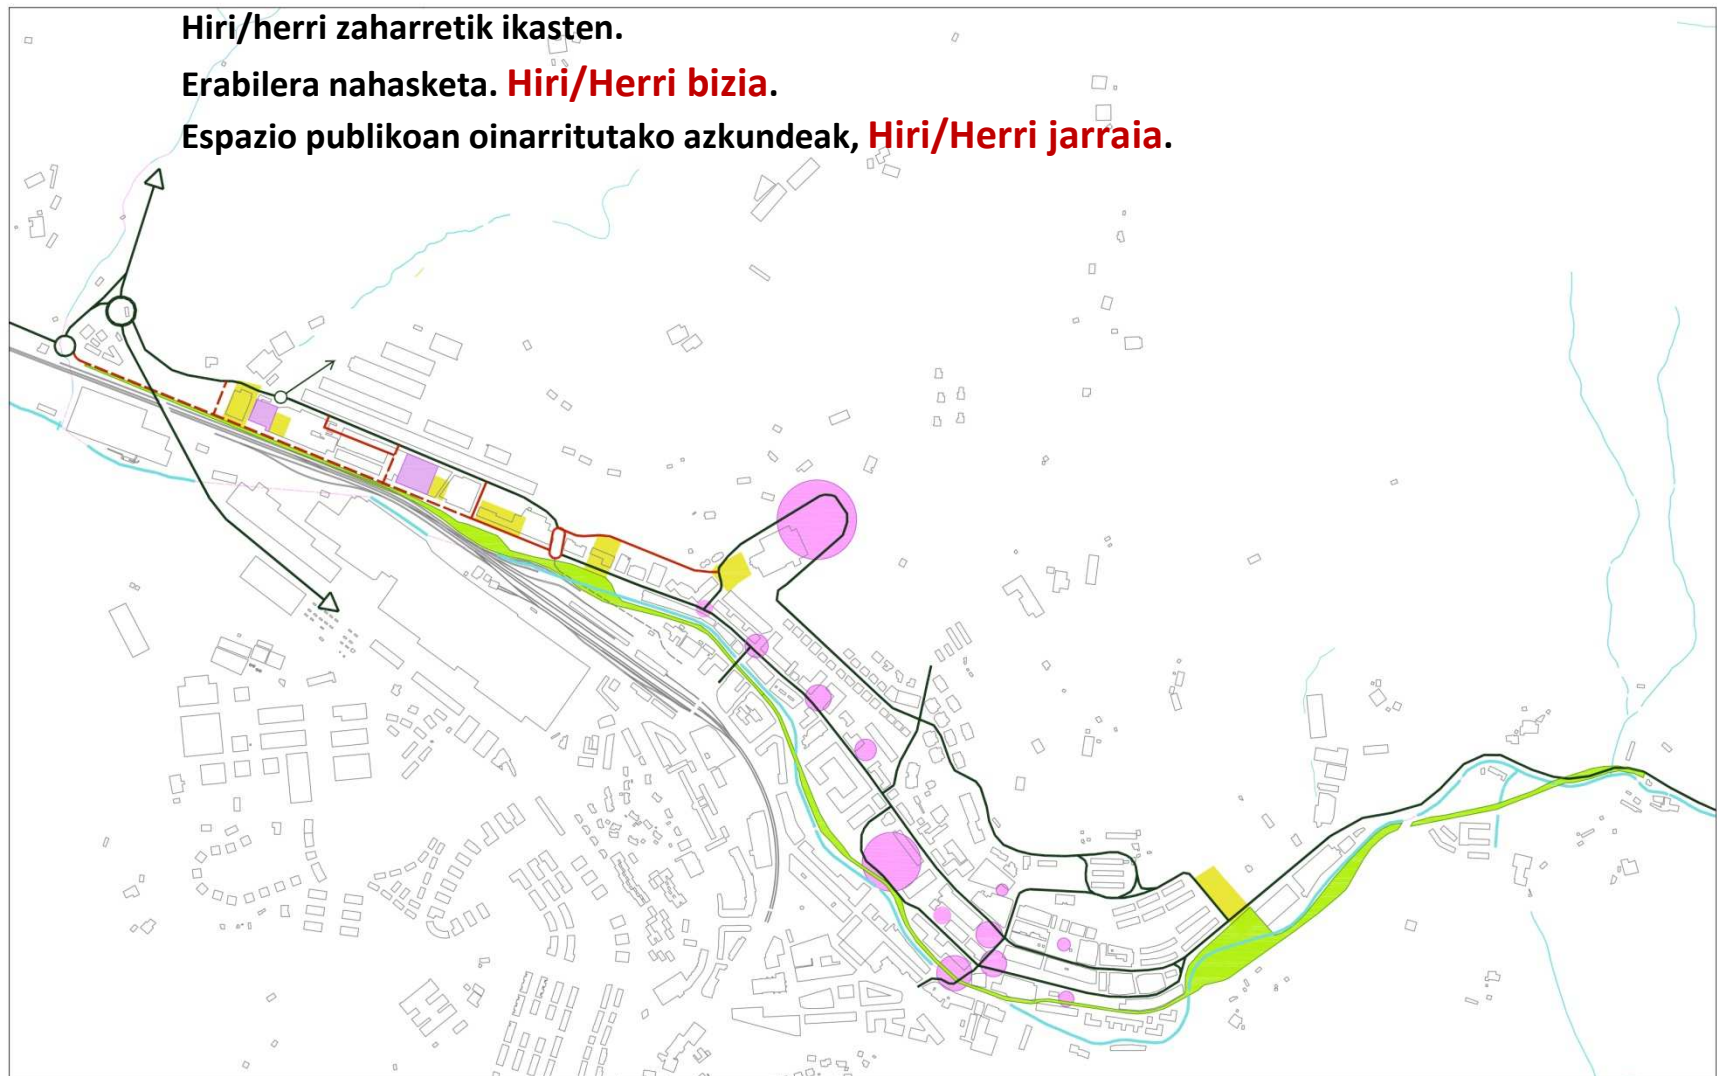 Hiri/herri zaharretik ikasten.
Erabilera nahasketa. Hiri/Herri bizia.
Espazio publikoan oinarritutako azkundeak, Hiri/Herri jarraia.